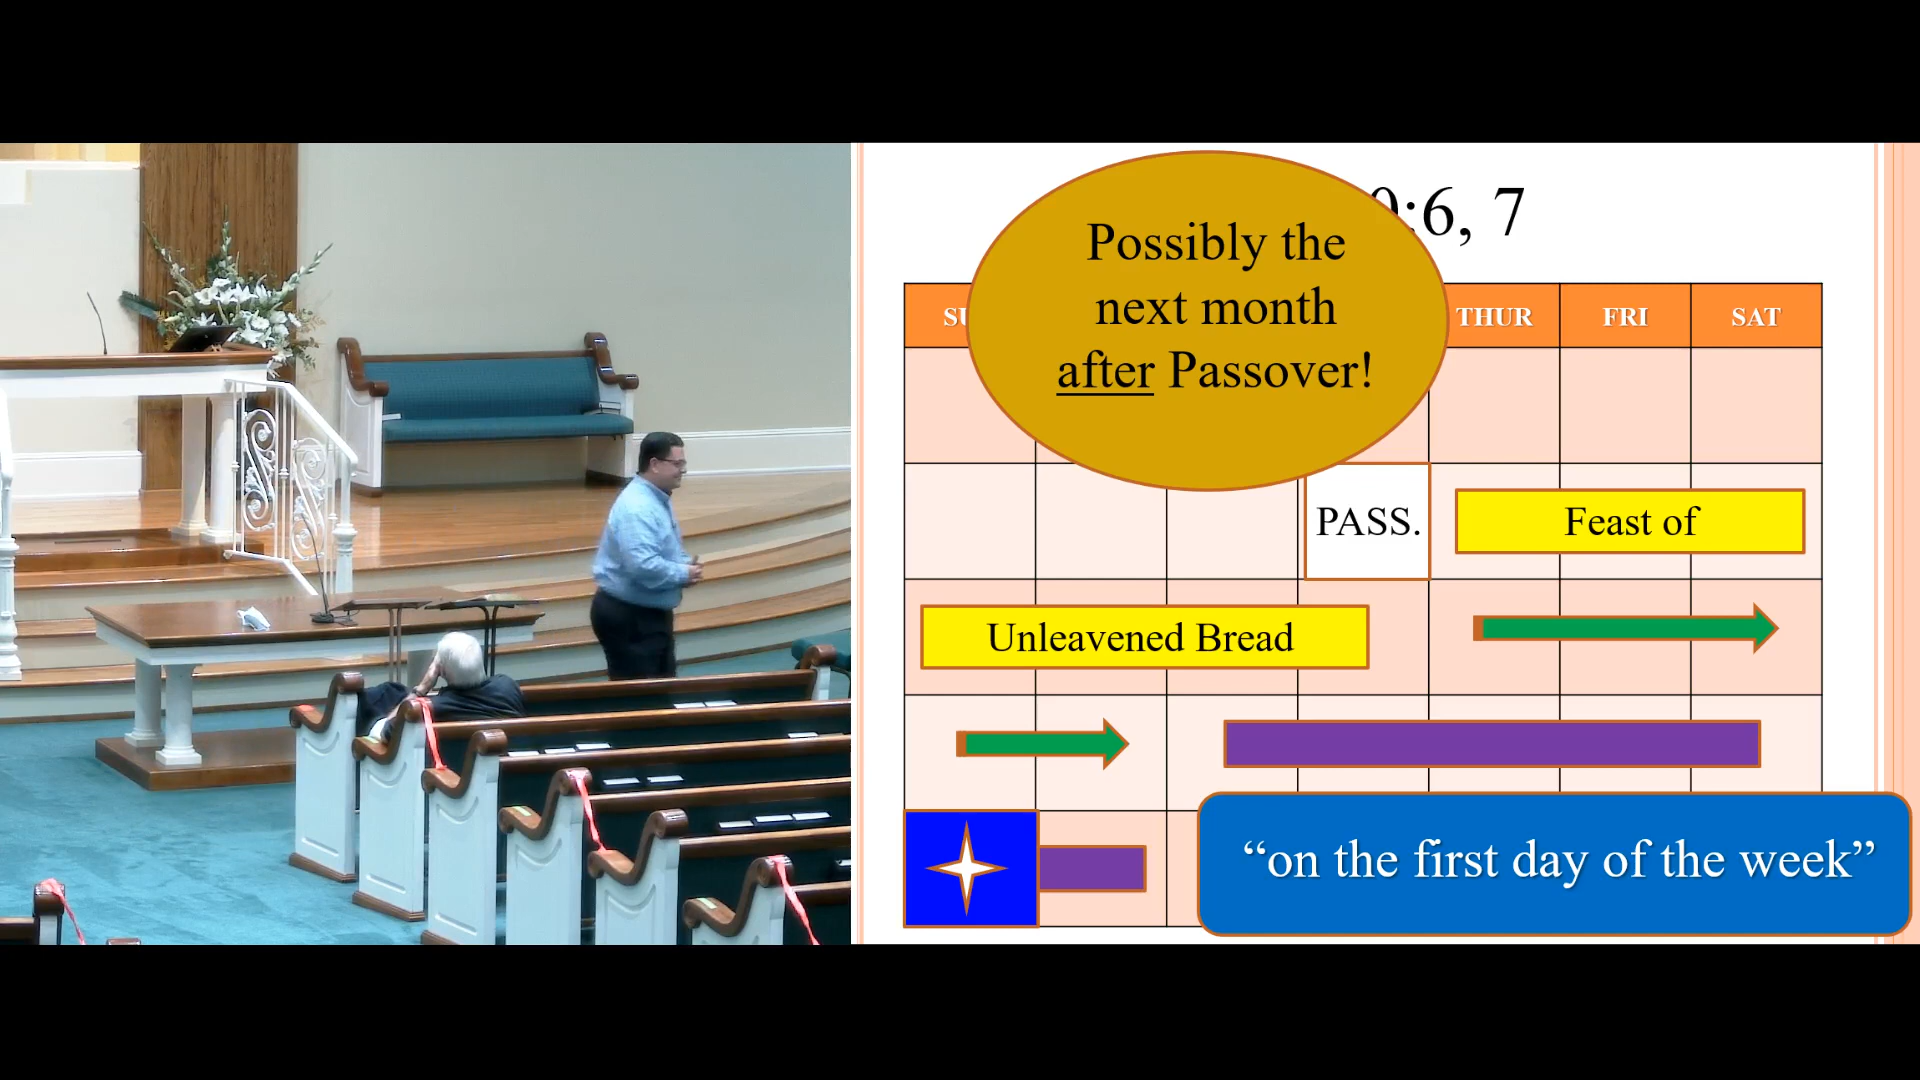 :6, 7
Possibly the
next month
after Passover!
THUR FRI SAT
PASS. Feast of
Unleavened Bread
“on the first day of the week”